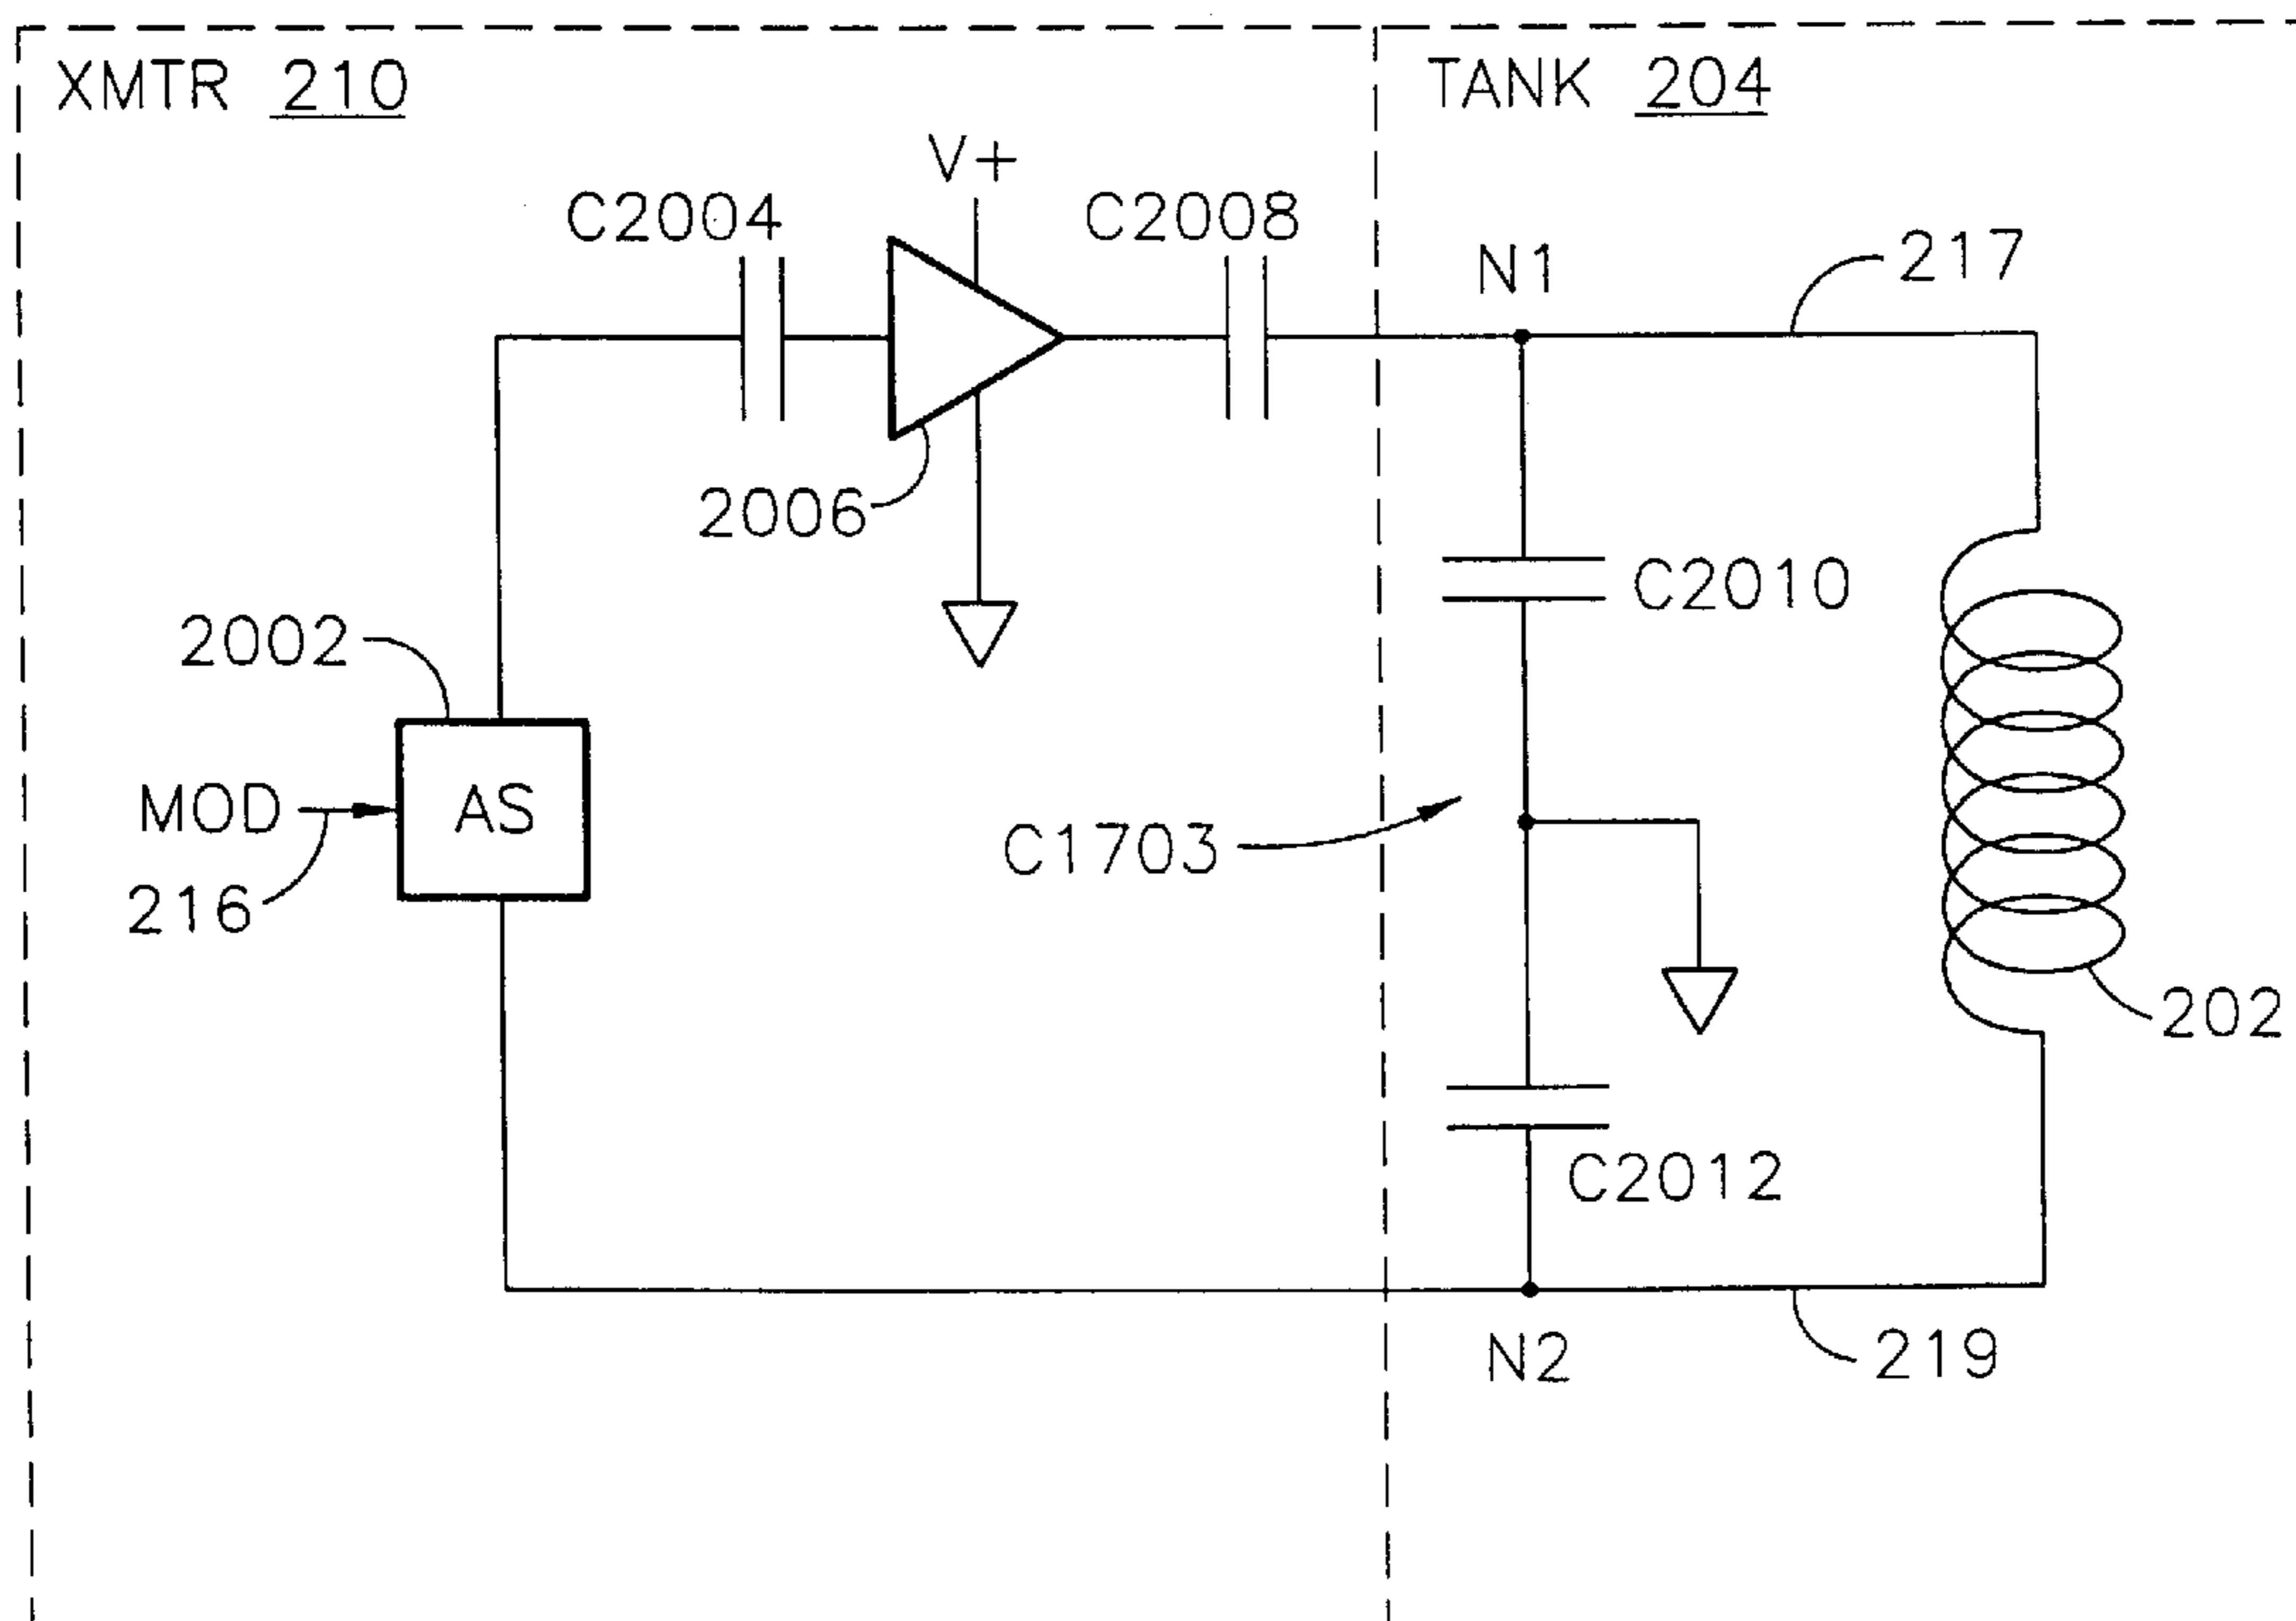 XMTR 210
TANK 204
V+
C2004
C2008
N1
217
2006
C2010
2002
MOD
AS
C1703
216
202
C2012
N2
219